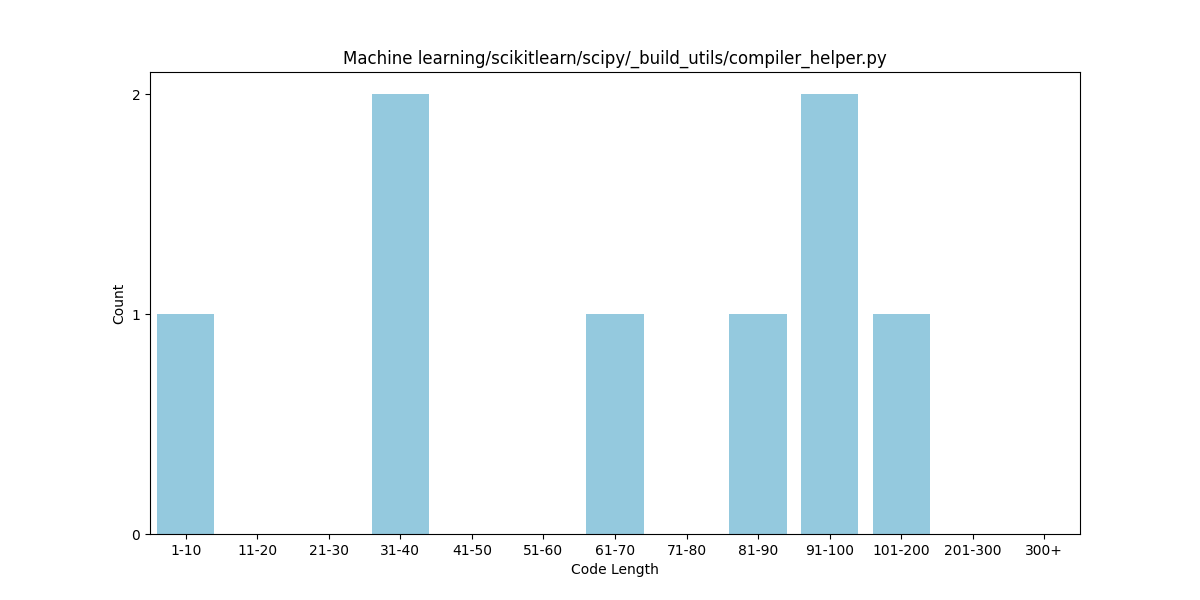 Machine learning/scikitlearn/scipy/_build_utils/compiler_helper.py
2
1
0
Count
1-10 11-20 21-30 31-40 41-50 51-60 61-70 71-80 81-90 91-100 101-200 201-300 300+
Code Length